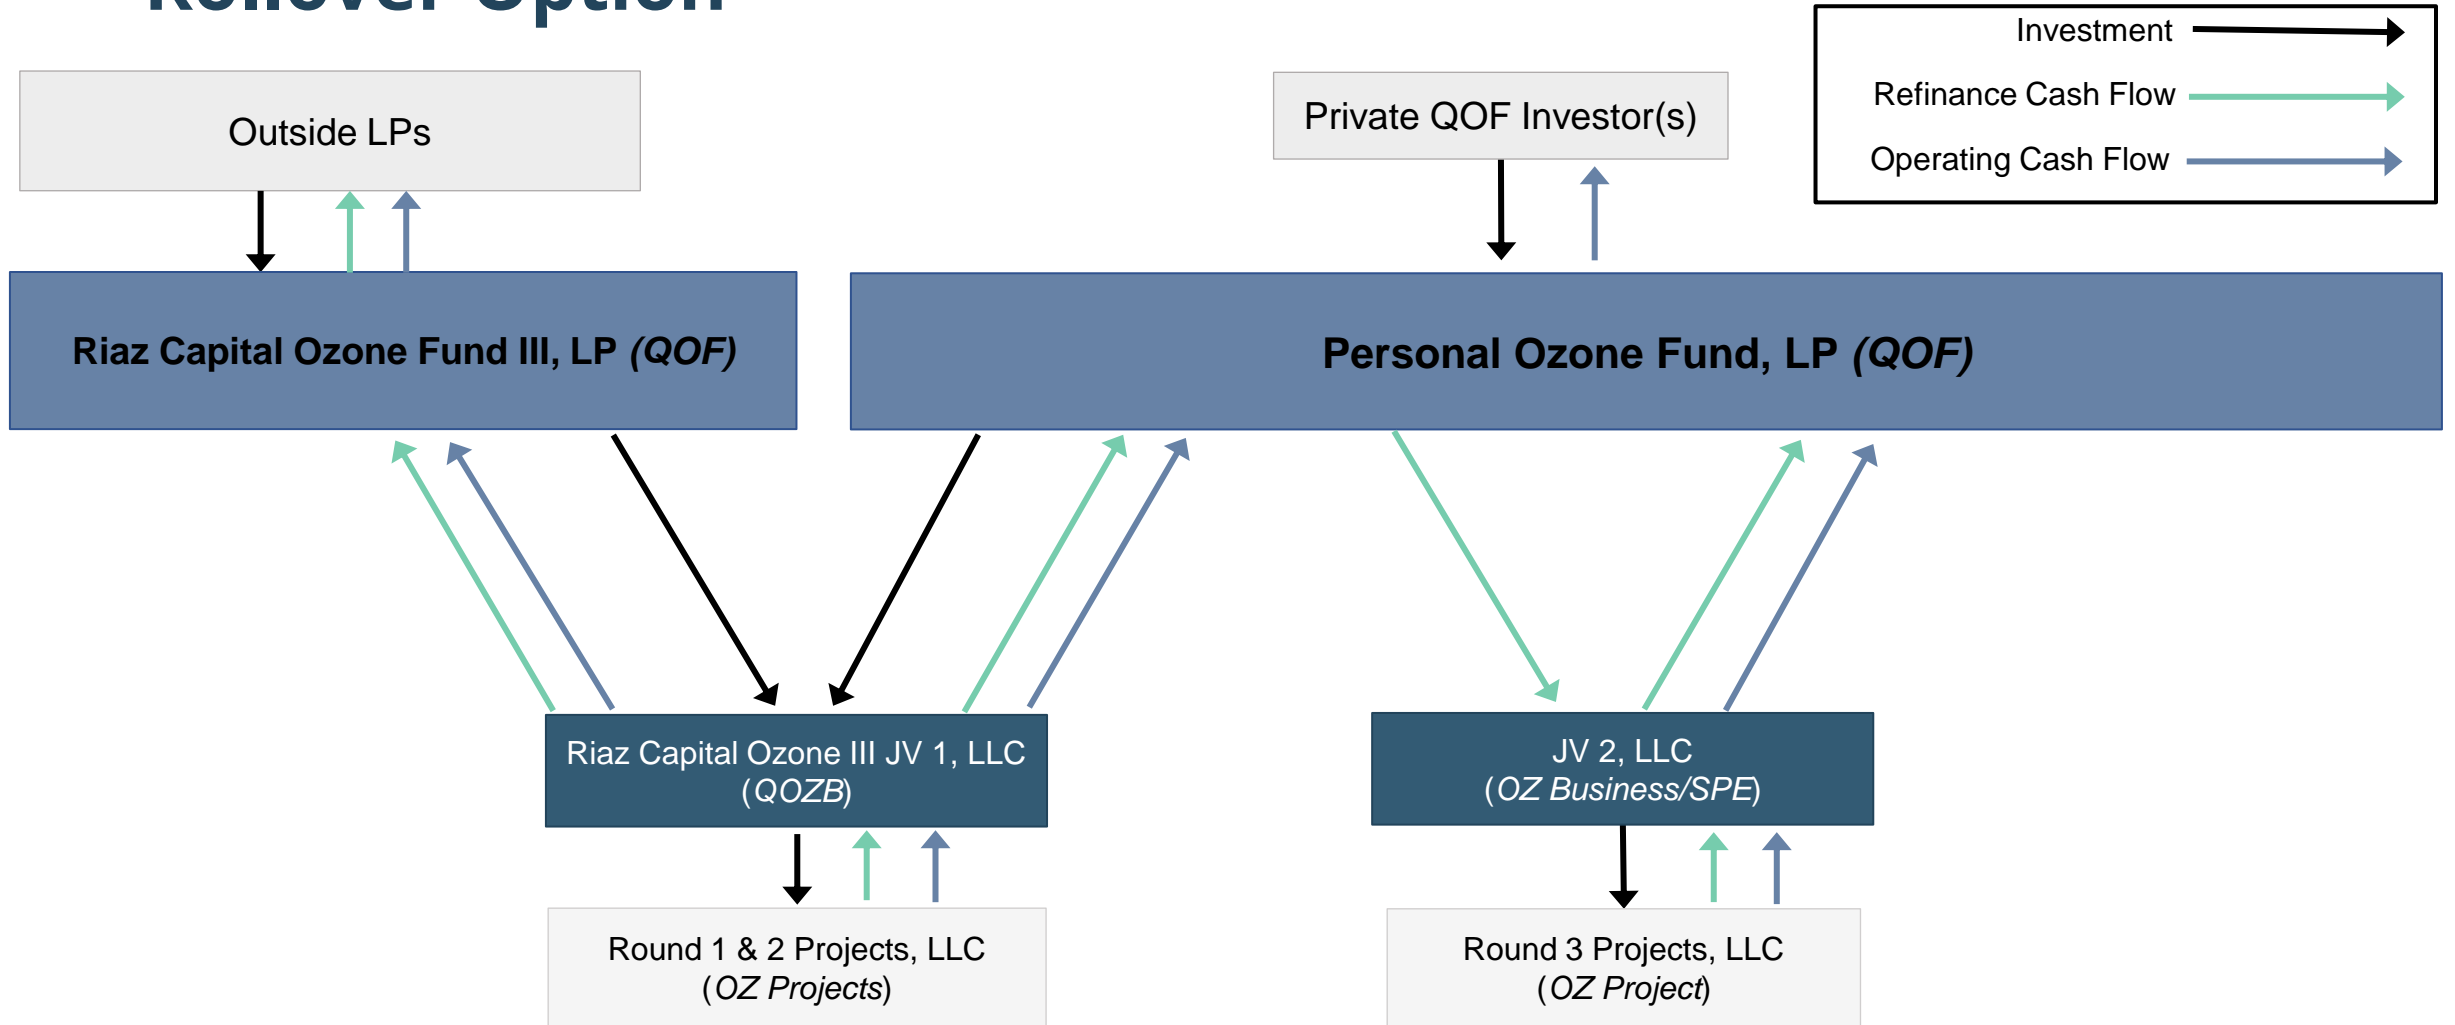 Rollover Option
Investment
Refinance Cash Flow
Operating Cash Flow
Outside LPs
Private QOF Investor(s)
Riaz Capital Ozone Fund III, LP (QOF)
Personal Ozone Fund, LP (QOF)
Riaz Capital Ozone III JV 1, LLC
(QOZB)
JV 2, LLC
(OZ Business/SPE)
Round 1 & 2 Projects, LLC
(OZ Projects)
Round 3 Projects, LLC
(OZ Project)